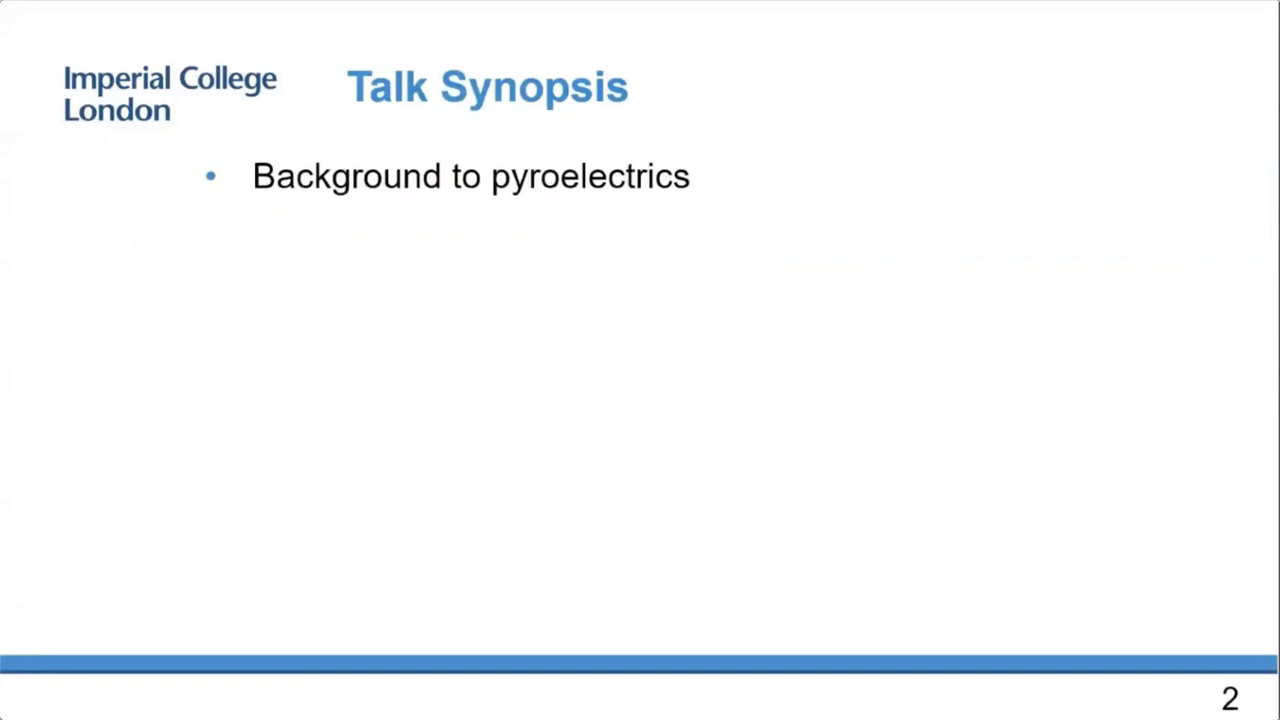 Imperial College
London
Talk Synopsis
• Background to pyroelectrics
2